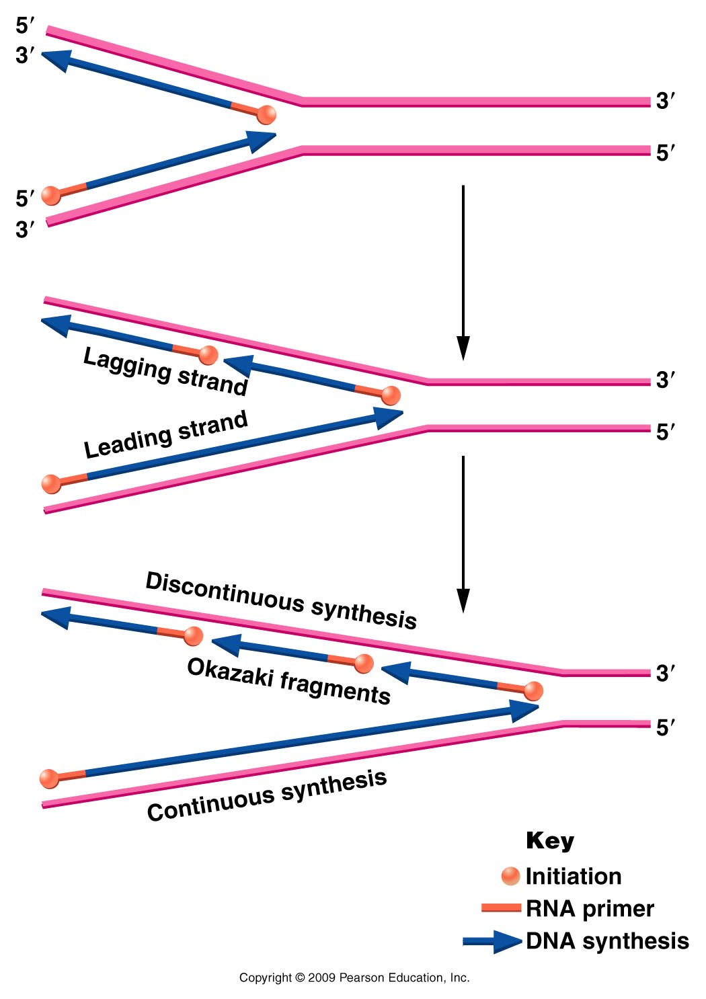 5′
3′
3′
5′
5′
3′
Lagging strand
3′
Leading strand
5′
Discontinuous synthesis
Okazaki fragments
3′
5′
Continuous synthesis
Key
Initiation
RNA primer
DNA synthesis
Copyright © 2009 Pearson Education, Inc.